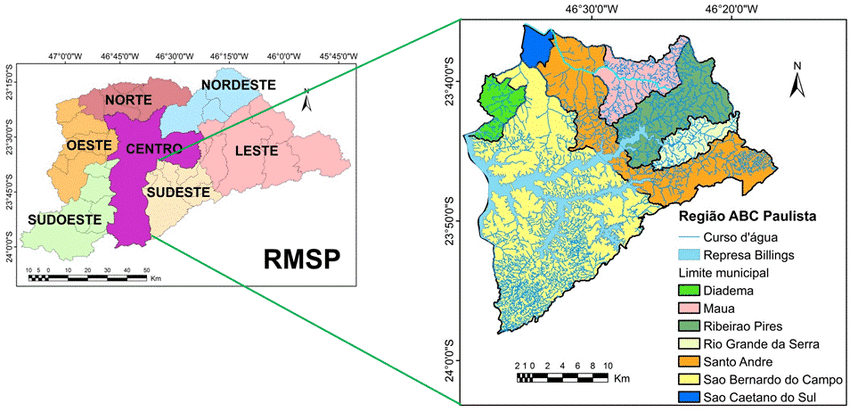 47°0'0"W 46°45'0"W 46°30'0"W 46°15'0"W 46°0'0"W 45°45'0"W
23°15'0"S
23°30'0"S
23°45'0"S
24°0'0"S
NORDESTE
NORTE
OESTE
CENTRO
LESTE
SUDESTE
SUDOESTE
N
RMSP
10 5 0 10 20 30 40 50
Km
46°30'0"W 46°20'0"W
23°40'0"S
23°50'0"S
24°0'0"S
N
Região ABC Paulista
Curso d'água
Represa Billings
Limite municipal
Diadema
Maua
Ribeirao Pires
Rio Grande da Serra
Santo Andre
Sao Bernardo do Campo
Sao Caetano do Sul
2 1 0 2 4 6 8 10
Km